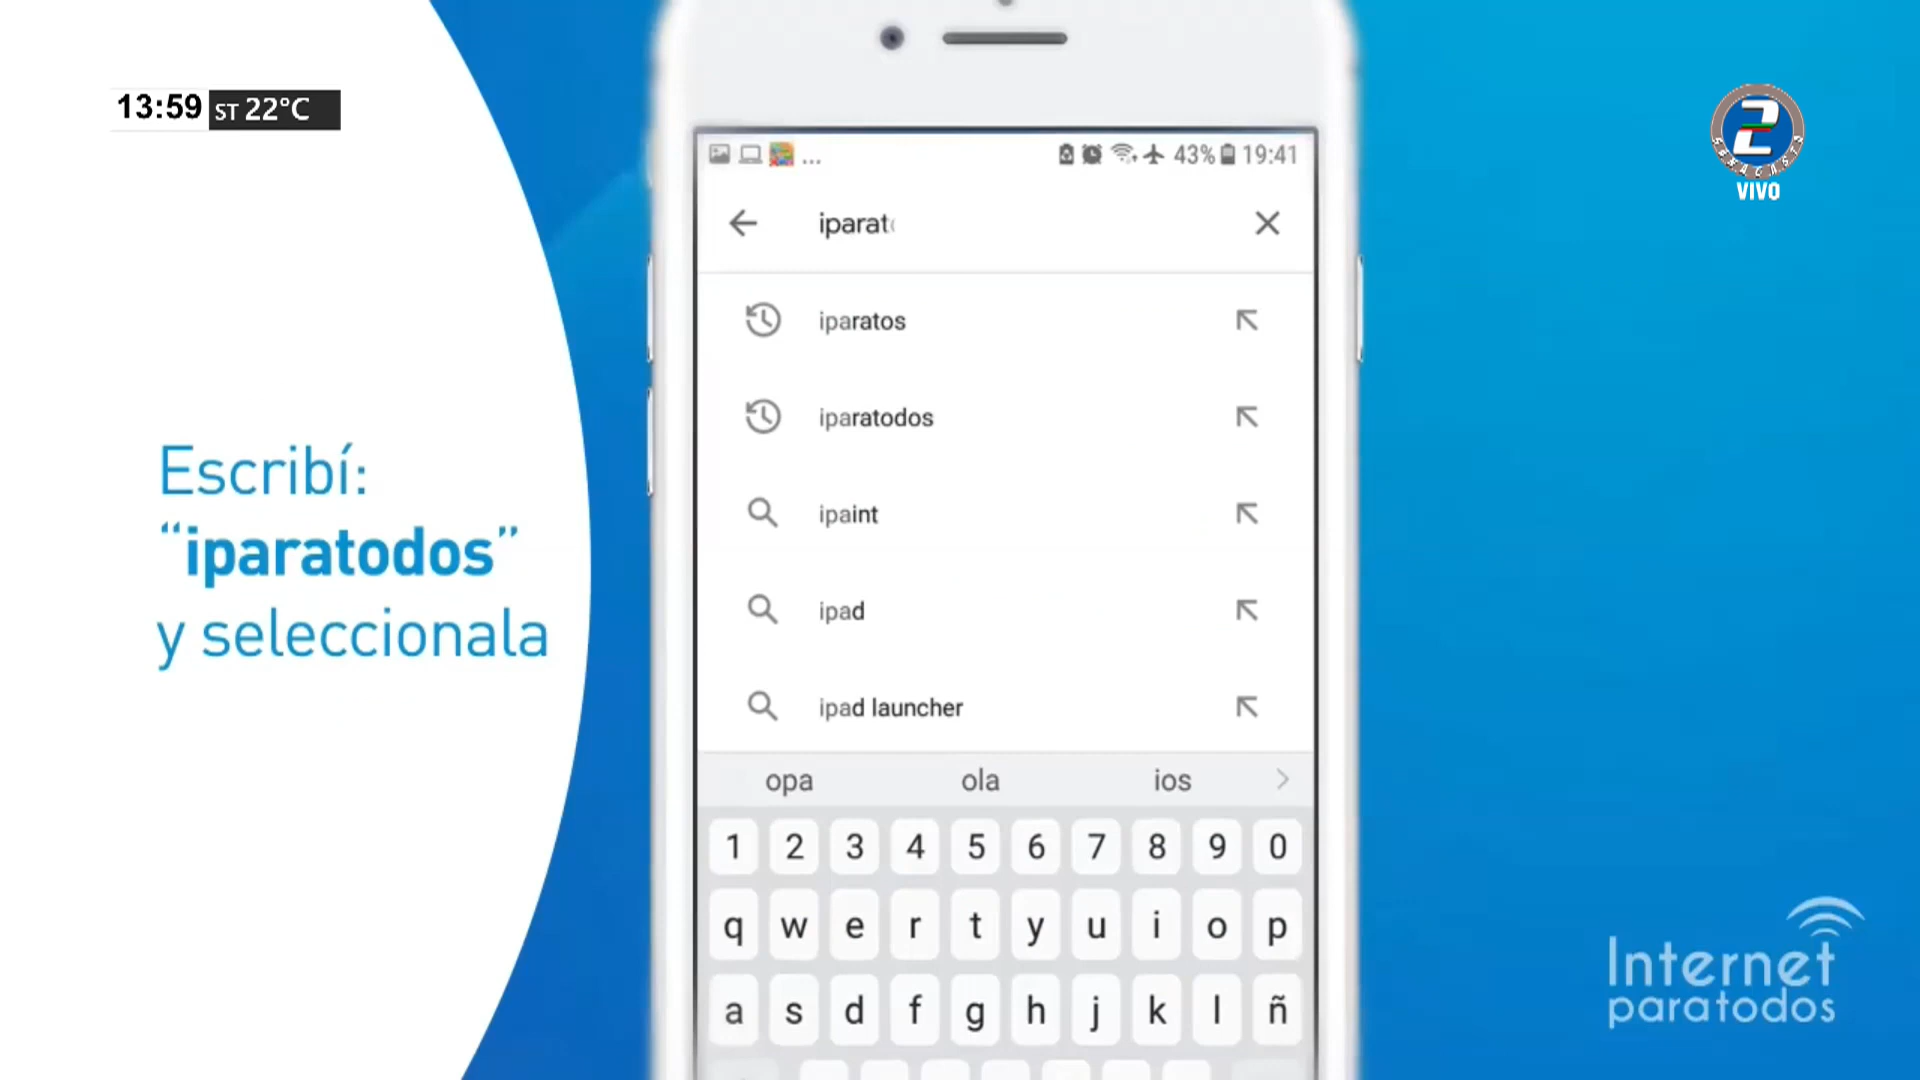 13:59 ST 22°C
2
VIVO
Escribí:
“iparatodos”
y seleccionala
... 43% 19:41
iparat
iparatos
iparatodos
ipaint
ipad
ipad launcher
opa ola ios
1 2 3 4 5 6 7 8 9 0
q w e r t y u i o p
a s d f g h j k l ñ
Internet
paratodos